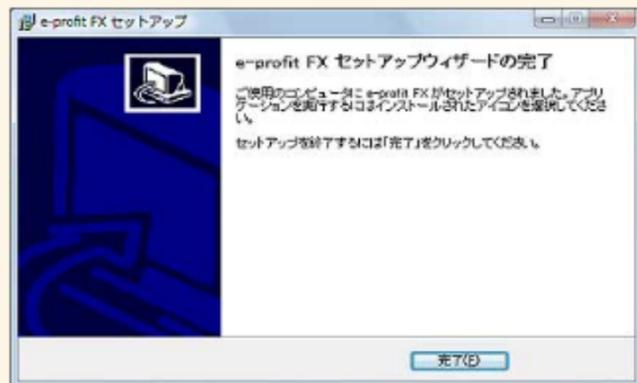 e-profit FX セットアップ
e-profit FX セットアップウィザードの完了
ご使用のコンピュータに e-profit FX がセットアップされました。アプリ
ケーションを実行するにはインストールされたアイコンを選択してくださ
い。
セットアップを終了するには「完了」をクリックしてください。
完了(F)